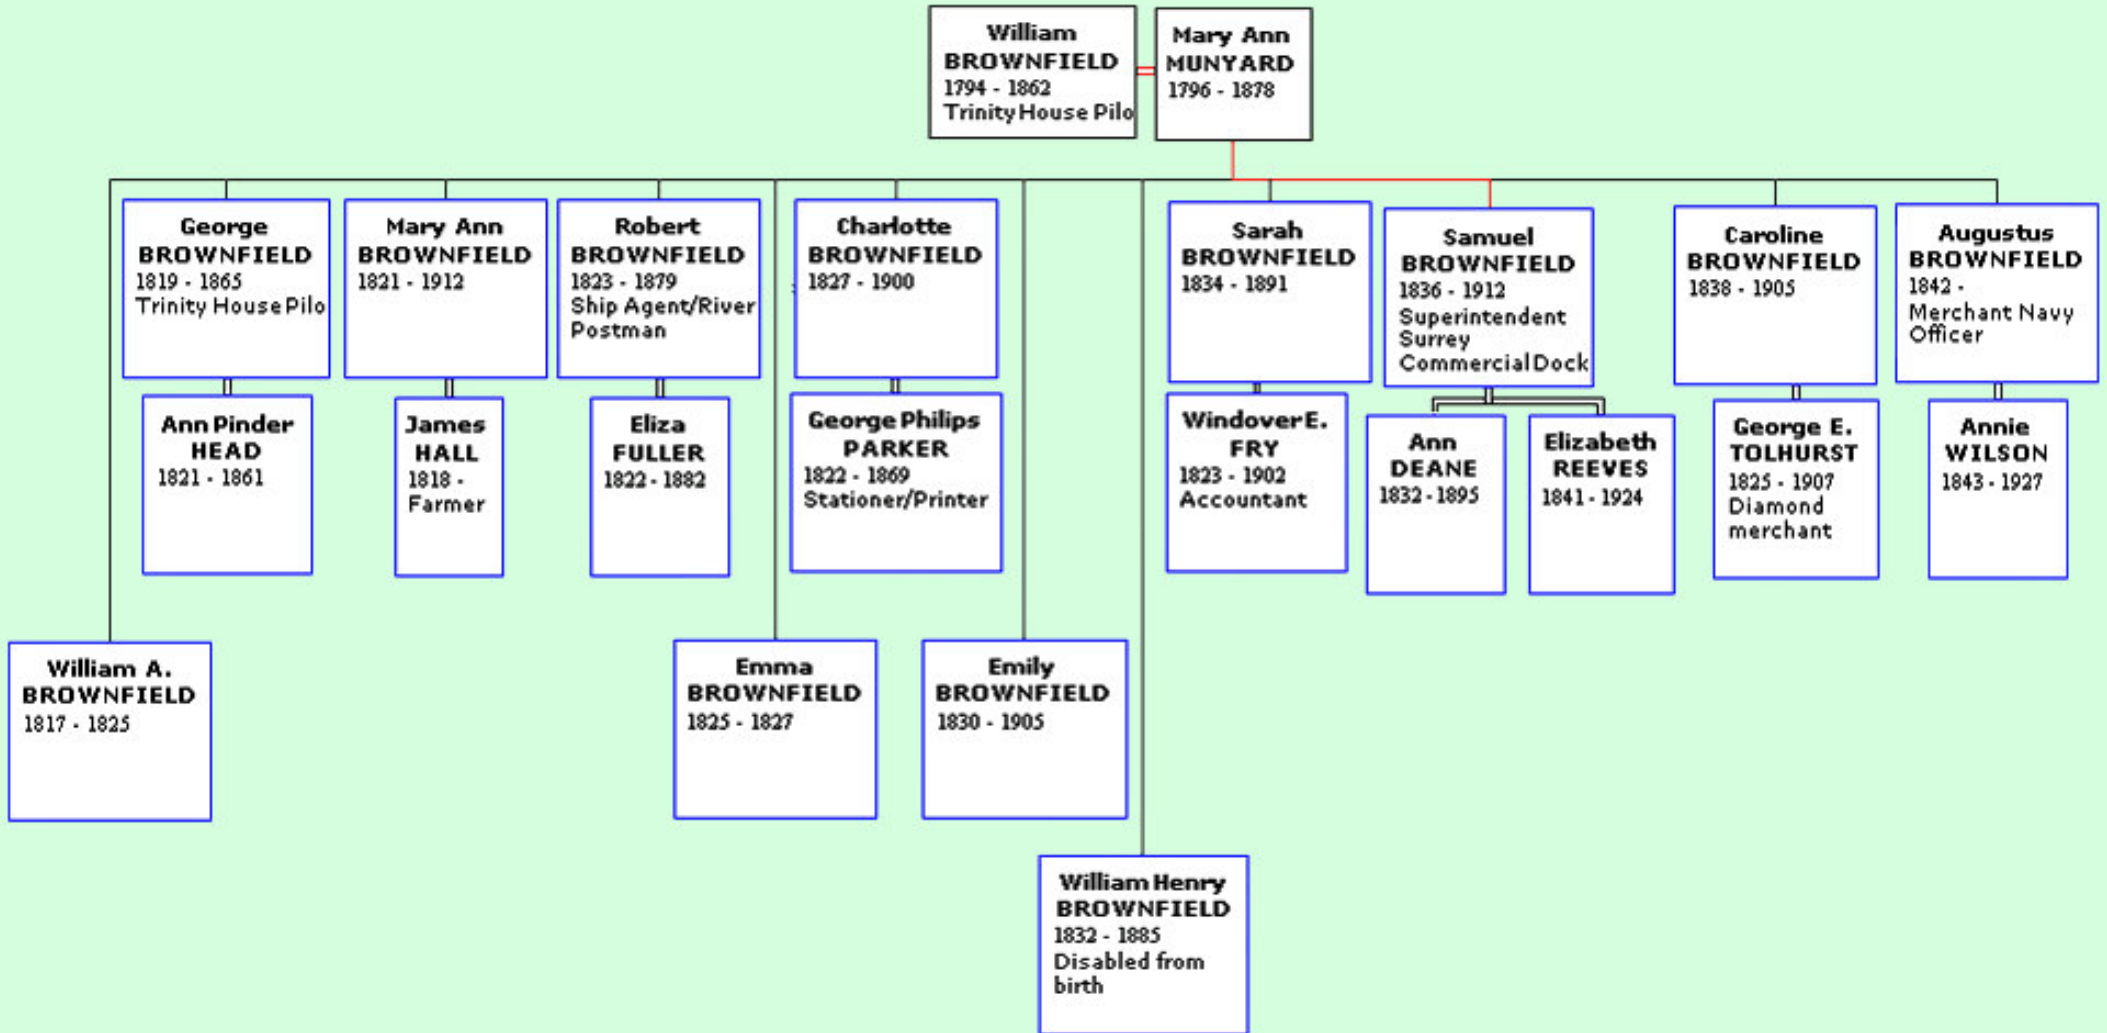 William
BROWNFIELD
1794 - 1862
Trinity House Pilo
Mary Ann
MUNYARD
1796 - 1878
George
BROWNFIELD
1819 - 1865
Trinity House Pilo
Mary Ann
BROWNFIELD
1821 - 1912
Robert
BROWNFIELD
1823 - 1879
Ship Agent/River
Postman
Charlotte
BROWNFIELD
1827 - 1900
Sarah
BROWNFIELD
1834 - 1891
Samuel
BROWNFIELD
1836 - 1912
Superintendent
Surrey
Commercial Dock
Caroline
BROWNFIELD
1838 - 1905
Augustus
BROWNFIELD
1842 -
Merchant Navy
Officer
Ann Pinder
HEAD
1821 - 1861
James
HALL
1818 -
Farmer
Eliza
FULLER
1822 - 1882
George Philips
PARKER
1822 - 1869
Stationer/Printer
Windover E.
FRY
1823 - 1902
Accountant
Ann
DEANE
1832 - 1895
Elizabeth
REEVES
1841 - 1924
George E.
TOLHURST
1825 - 1907
Diamond
merchant
Annie
WILSON
1843 - 1927
William A.
BROWNFIELD
1817 - 1825
Emma
BROWNFIELD
1825 - 1827
Emily
BROWNFIELD
1830 - 1905
William Henry
BROWNFIELD
1832 - 1885
Disabled from
birth